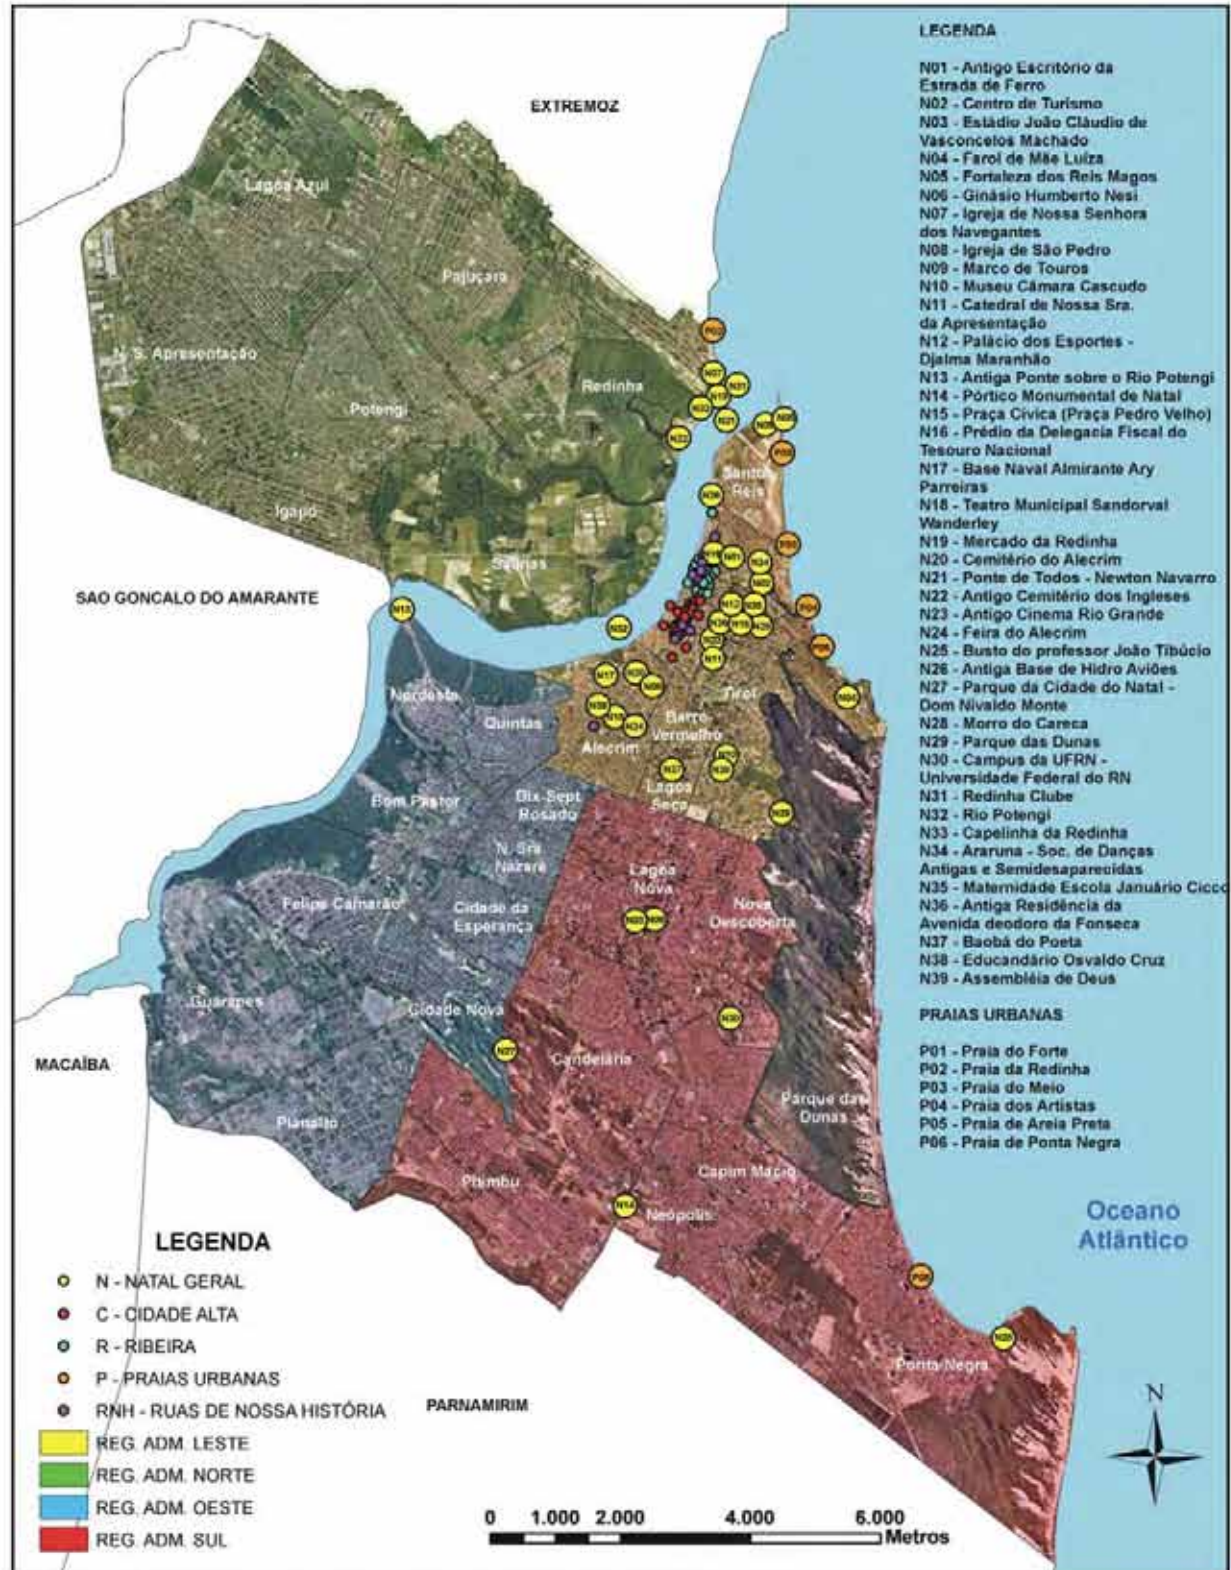 LEGENDA
N01 - Antigo Escritório da
Estrada de Ferro
N02 - Centro de Turismo
N03 - Estádio João Cláudio de
Vasconcelos Machado
N04 - Farol de Mãe Luíza
N05 - Fortaleza dos Reis Magos
N06 - Ginásio Humberto Nesi
N07 - Igreja de Nossa Senhora
dos Navegantes
N08 - Igreja de São Pedro
N09 - Marco de Touros
N10 - Museu Câmara Cascudo
N11 - Catedral de Nossa Sra.
da Apresentação
N12 - Palácio dos Esportes -
Djalma Maranhão
N13 - Antiga Ponte sobre o Rio Potengi
N14 - Pórtico Monumental de Natal
N15 - Praça Cívica (Praça Pedro Velho)
N16 - Prédio da Delegacia Fiscal do
Tesouro Nacional
N17 - Base Naval Almirante Ary
Parreiras
N18 - Teatro Municipal Sandorval
Wanderley
N19 - Mercado da Redinha
N20 - Cemitério do Alecrim
N21 - Ponte de Todos - Newton Navarro
N22 - Antigo Cemitério dos Ingleses
N23 - Antigo Cinema Rio Grande
N24 - Feira do Alecrim
N25 - Busto do professor João Tibúcio
N26 - Antiga Base de Hidro Aviões
N27 - Parque da Cidade do Natal -
Dom Nivaldo Monte
N28 - Morro do Careca
N29 - Parque das Dunas
N30 - Campus da UFRN -
Universidade Federal do RN
N31 - Redinha Clube
N32 - Rio Potengi
N33 - Capelinha da Redinha
N34 - Araruna - Soc. de Danças
Antigas e Semidesaparecidas
N35 - Maternidade Escola Januário Cicco
N36 - Antiga Residência da
Avenida deodoro da Fonseca
N37 - Baobá do Poeta
N38 - Educandário Osvaldo Cruz
N39 - Assembléia de Deus
PRAIAS URBANAS
P01 - Praia do Forte
P02 - Praia da Redinha
P03 - Praia do Meio
P04 - Praia dos Artistas
P05 - Praia de Areia Preta
P06 - Praia de Ponta Negra
EXTREMOZ
Lagoa Azul
Pajuçara
N. S. Apresentação
Redinha
Potengi
Igapó
Salinas
Santos
Reis
SAO GONCALO DO AMARANTE
Nordeste
Quintas
Alecrim
Barro
Vermelho
Tirol
Lagoa
Seca
Bom Pastor
Dix-Sept
Rosado
N. Sra
Nazaré
Lagoa
Nova
Nova
Descoberta
Felipe Camarão
Cidade da
Esperança
Guarapes
Cidade Nova
MACAÍBA
Candelária
Parque das
Dunas
Planalto
Pitimbu
Capim Macio
Neópolis
Ponta Negra
PARNAMIRIM
Oceano
Atlântico
N
LEGENDA
N - NATAL GERAL
C - CIDADE ALTA
R - RIBEIRA
P - PRAIAS URBANAS
RNH - RUAS DE NOSSA HISTÓRIA
REG. ADM. LESTE
REG. ADM. NORTE
REG. ADM. OESTE
REG. ADM. SUL
0 1.000 2.000 4.000 6.000
Metros